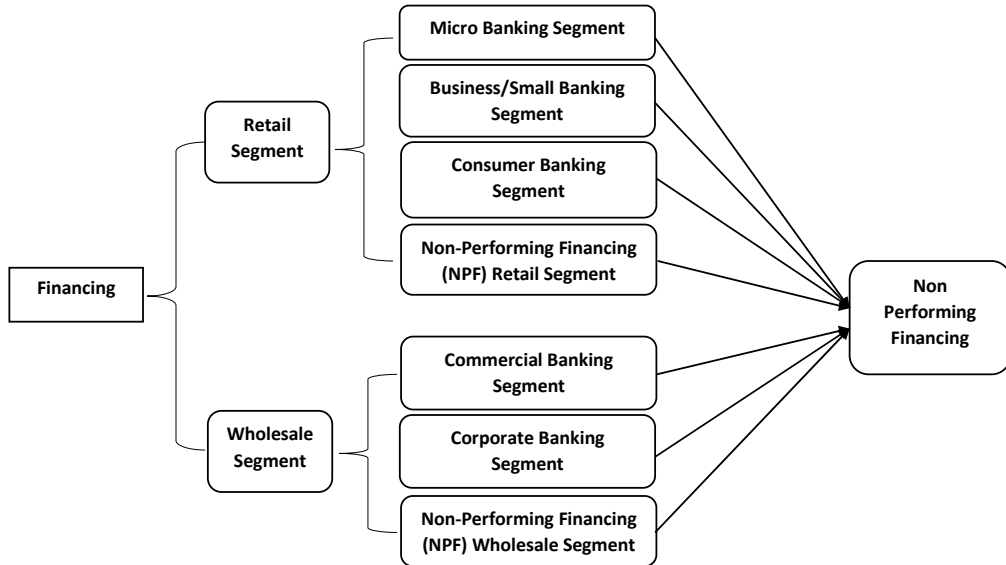 Financing
Retail
Segment
Wholesale
Segment
Micro Banking Segment
Business/Small Banking
Segment
Consumer Banking
Segment
Non-Performing Financing
(NPF) Retail Segment
Commercial Banking
Segment
Corporate Banking
Segment
Non-Performing Financing
(NPF) Wholesale Segment
Non
Performing
Financing